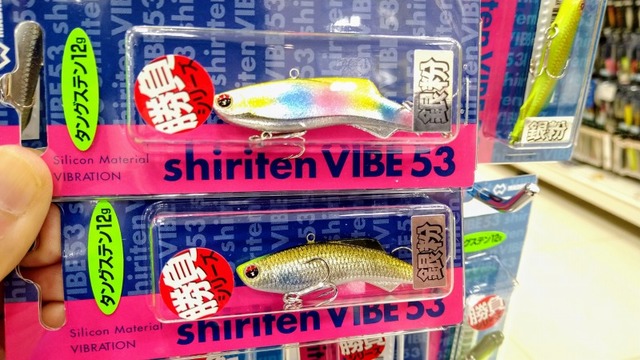 タングステン12g
勝負
シリーズ
銀粉
Silicon Material
VIBRATION
shiriten VIBE 53
銀粉
タングステン12g
勝負
シリーズ
銀粉
Silicon Material
VIBRATION
shiriten VIBE 53